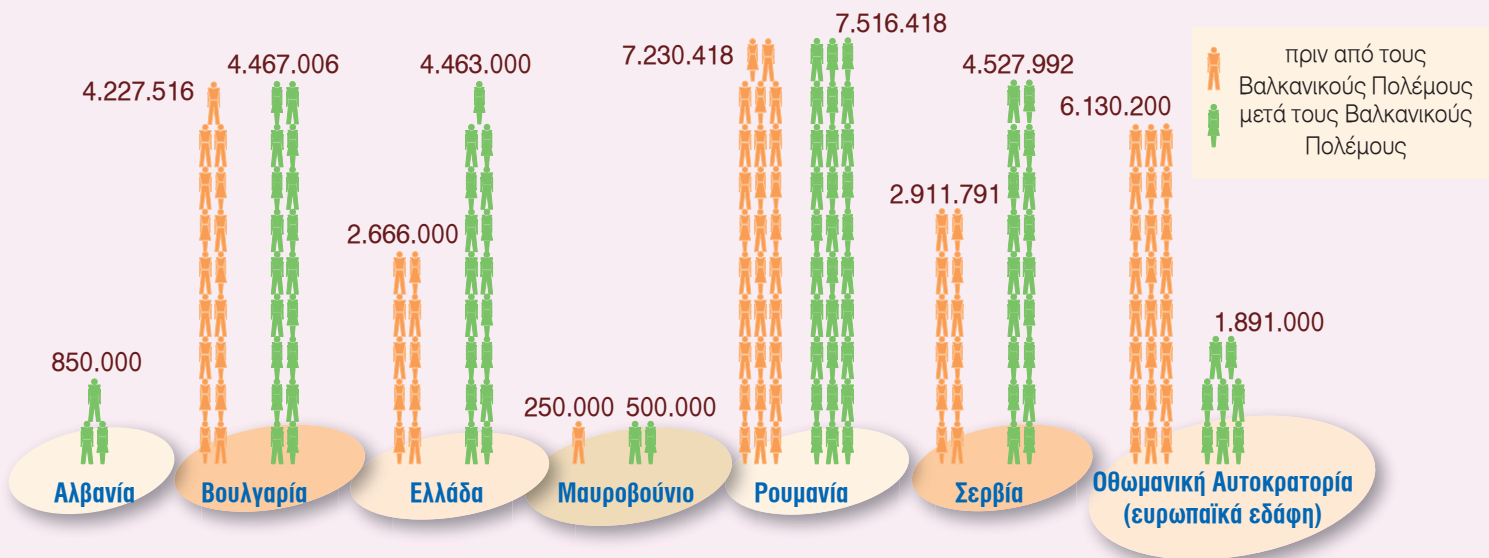 7.516.418
7.230.418
4.467.006
4.463.000
4.527.992
πριν από τους
Βαλκανικούς Πολέμους
μετά τους Βαλκανικούς
Πολέμους
4.227.516
6.130.200
2.911.791
2.666.000
1.891.000
850.000
250.000
500.000
Αλβανία
Βουλγαρία
Ελλάδα
Μαυροβούνιο
Ρουμανία
Σερβία
Οθωμανική Αυτοκρατορία
(ευρωπαϊκά εδάφη)